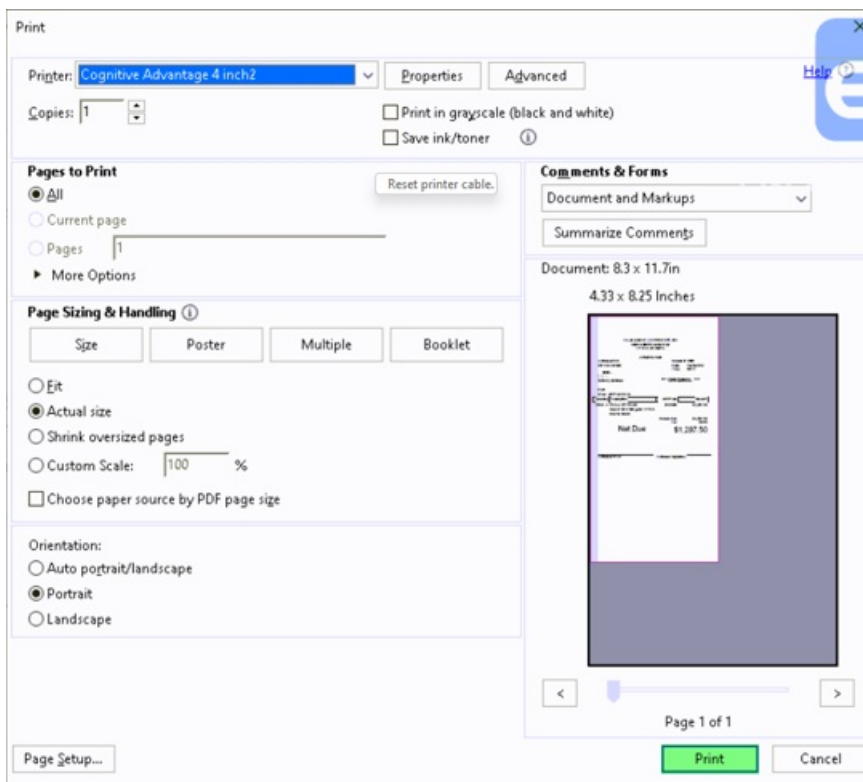 Print
Printer: Cognitive Advantage 4 inch2 Properties Advanced Help
Copies: 1 Print in grayscale (black and white)
Save ink/toner
Pages to Print
All
Reset printer cable.
Current page
Pages 1
More Options
Comments & Forms
Document and Markups
Summarize Comments
Document: 8.3 x 11.7in
4.33 x 8.25 Inches
Page Sizing & Handling
Size Poster Multiple Booklet
Fit
Actual size
Shrink oversized pages
Custom Scale: 100 %
Choose paper source by PDF page size
Orientation:
Auto portrait/landscape
Portrait
Landscape
Net Due $1,287.50
< >
Page 1 of 1
Page Setup... Print Cancel